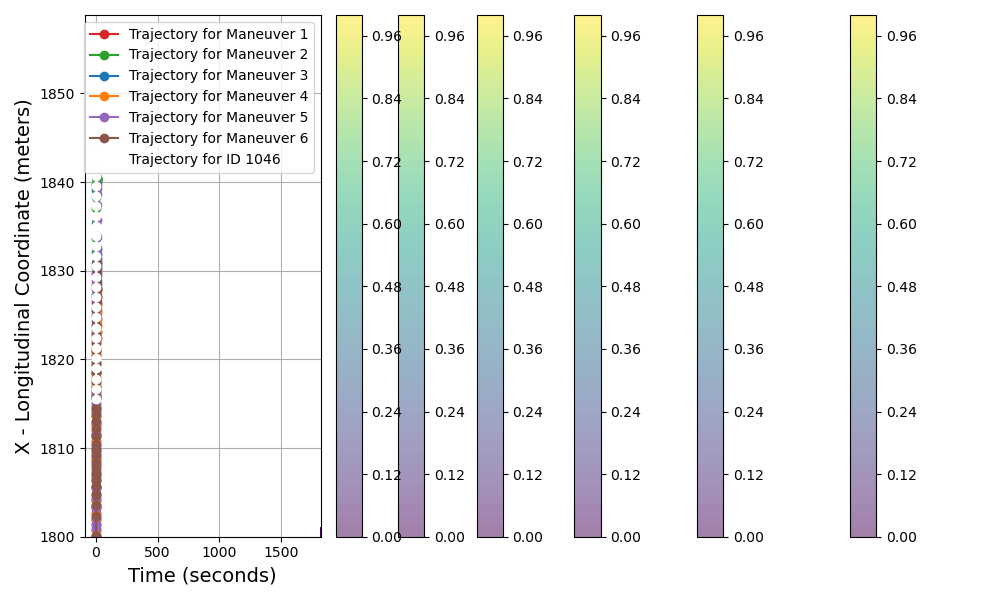 Trajectory for Maneuver 1
Trajectory for Maneuver 2
Trajectory for Maneuver 3
Trajectory for Maneuver 4
Trajectory for Maneuver 5
Trajectory for Maneuver 6
Trajectory for ID 1046
X - Longitudinal Coordinate (meters)
1850
1840
1830
1820
1810
1800
0 500 1000 1500
Time (seconds)
0.96 0.96 0.96 0.96 0.96 0.96
0.84 0.84 0.84 0.84 0.84 0.84
0.72 0.72 0.72 0.72 0.72 0.72
0.60 0.60 0.60 0.60 0.60 0.60
0.48 0.48 0.48 0.48 0.48 0.48
0.36 0.36 0.36 0.36 0.36 0.36
0.24 0.24 0.24 0.24 0.24 0.24
0.12 0.12 0.12 0.12 0.12 0.12
0.00 0.00 0.00 0.00 0.00 0.00